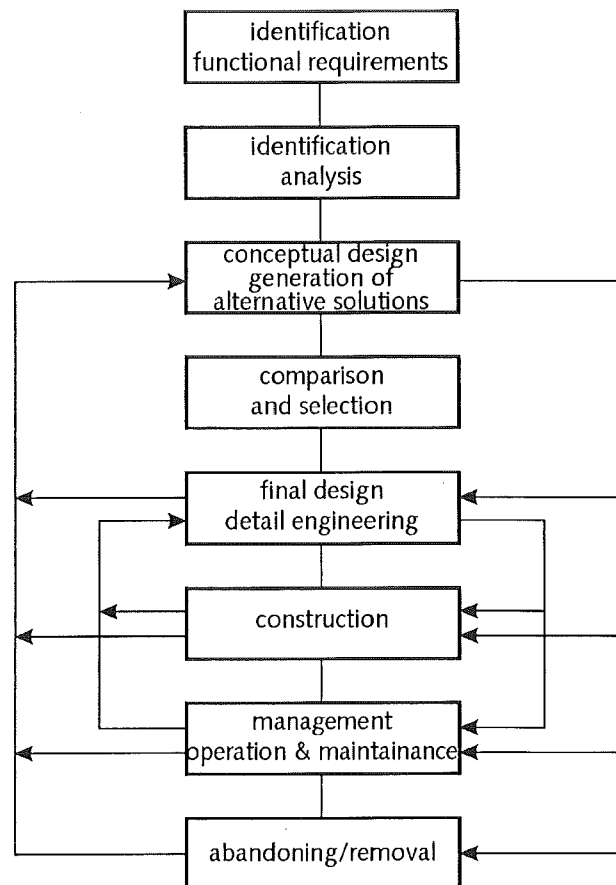 identification
functional requirements
identification
analysis
conceptual design
generation of
alternative solutions
comparison
and selection
final design
detail engineering
construction
management
operation & maintainance
abandoning/removal